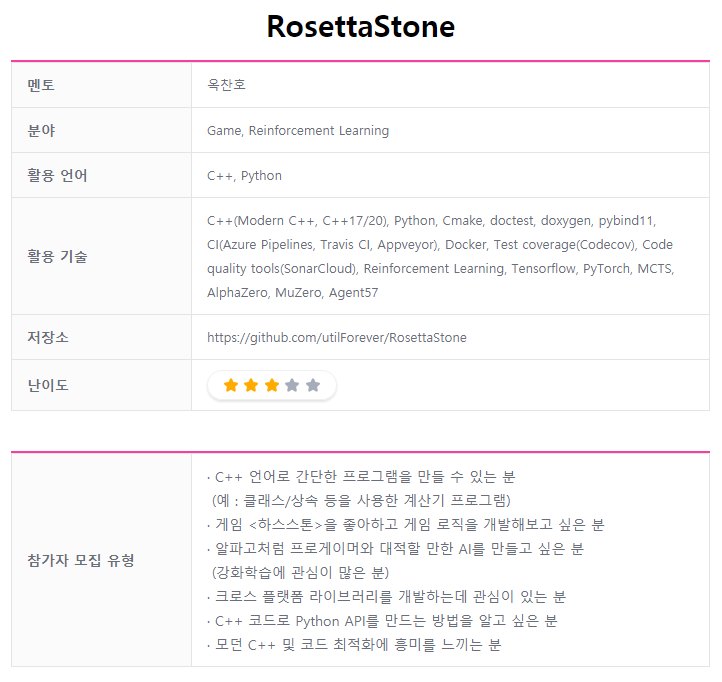 RosettaStone
멘토
옥찬호
분야
Game, Reinforcement Learning
활용 언어
C++, Python
활용 기술
C++(Modern C++, C++17/20), Python, Cmake, doctest, doxygen, pybind11,
CI(Azure Pipelines, Travis CI, Appveyor), Docker, Test coverage(Codecov), Code
quality tools(SonarCloud), Reinforcement Learning, Tensorflow, PyTorch, MCTS,
AlphaZero, MuZero, Agent57
저장소
https://github.com/utilForever/RosettaStone
난이도
참가자 모집 유형
· C++ 언어로 간단한 프로그램을 만들 수 있는 분
(예 : 클래스/상속 등을 사용한 계산기 프로그램)
· 게임 <하스스톤>을 좋아하고 게임 로직을 개발해보고 싶은 분
· 알파고처럼 프로게이머와 대적할 만한 AI를 만들고 싶은 분
(강화학습에 관심이 많은 분)
· 크로스 플랫폼 라이브러리를 개발하는데 관심이 있는 분
· C++ 코드로 Python API를 만드는 방법을 알고 싶은 분
· 모던 C++ 및 코드 최적화에 흥미를 느끼는 분